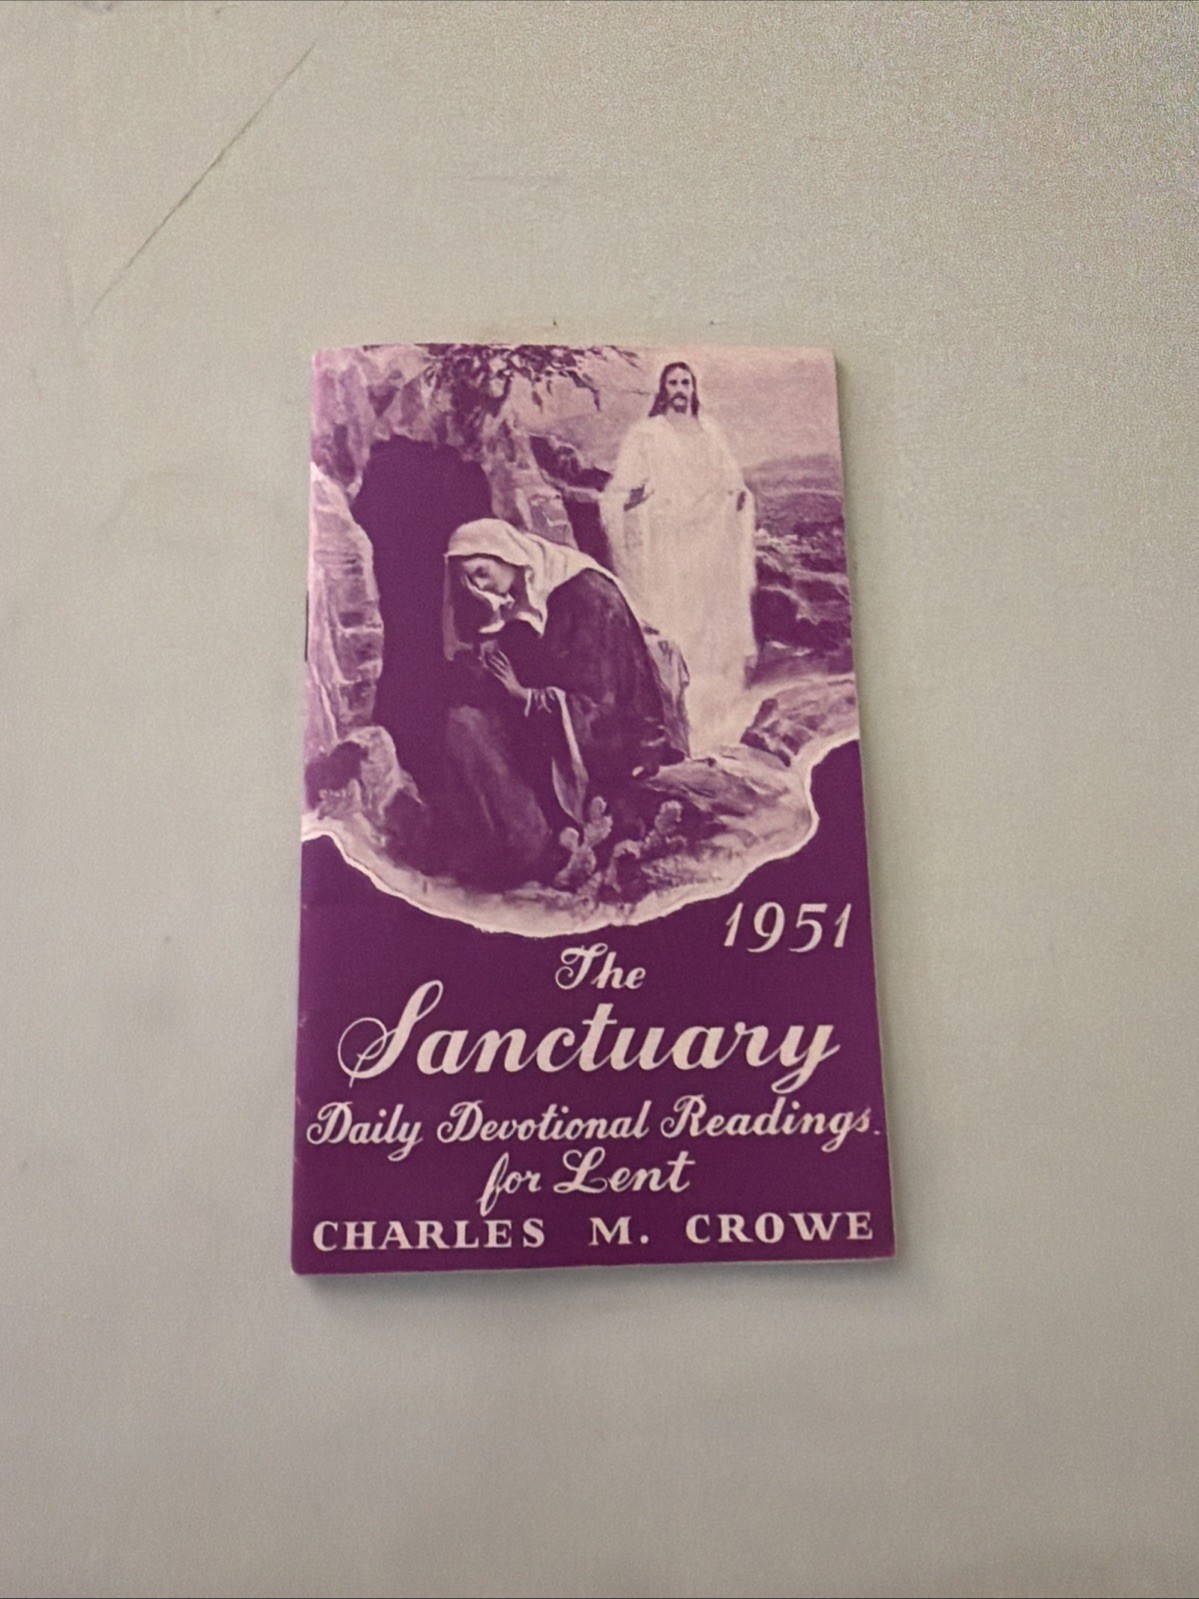 1951
The
Sanctuary
Daily Devotional Readings.
for Lent
CHARLES M. CROWE